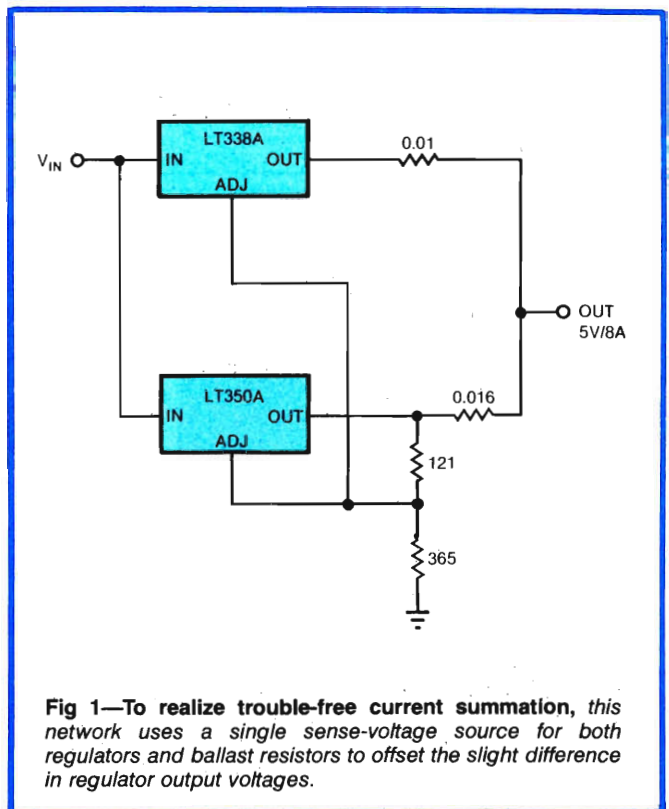 LT338A
0.01
V_IN
IN
OUT
ADJ
OUT
5V/8A
LT350A
0.016
IN
OUT
ADJ
121
365
Fig 1—To realize trouble-free current summation, this
network uses a single sense-voltage source for both
regulators and ballast resistors to offset the slight difference
in regulator output voltages.